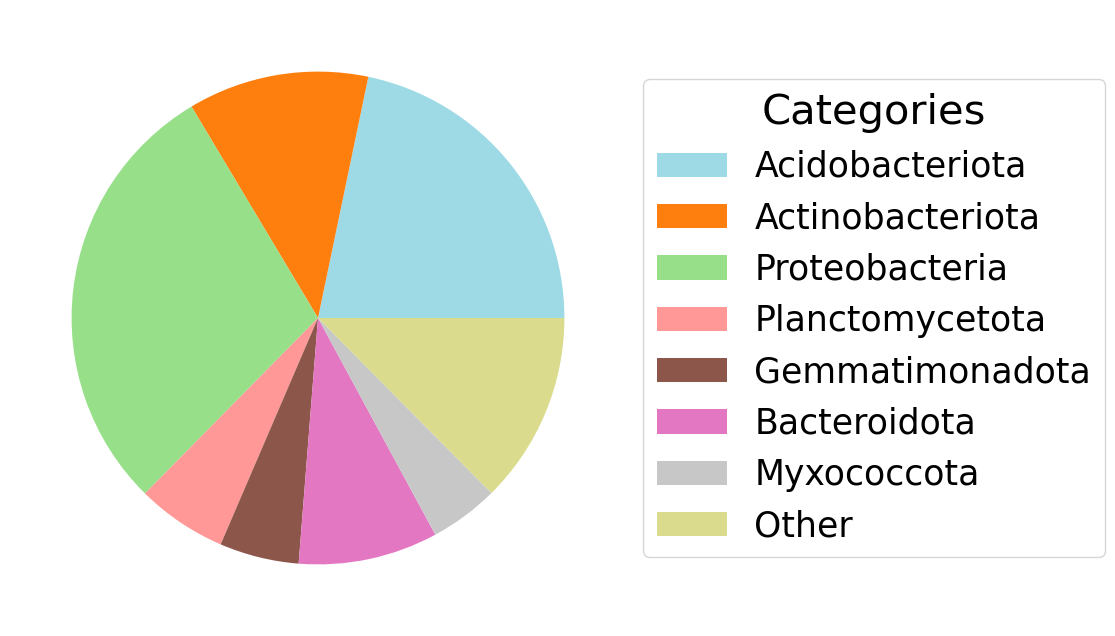 Categories
Acidobacteriota
Actinobacteriota
Proteobacteria
Planctomycetota
Gemmatimonadota
Bacteroidota
Myxococcota
Other